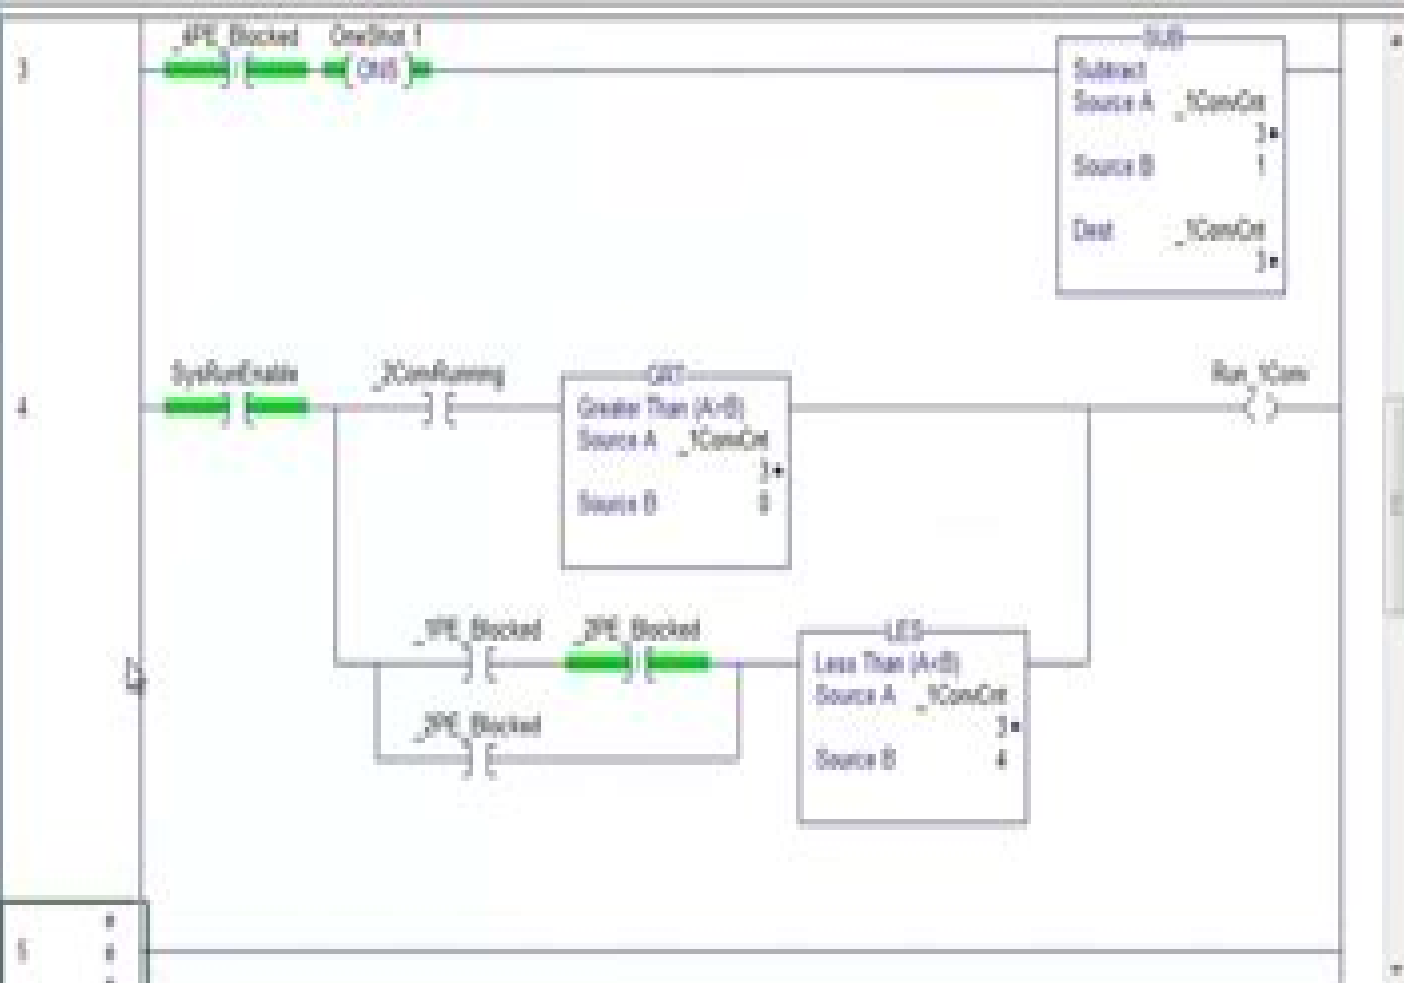 3
_4PE_Blocked OneShot.1
ONS
SUB
Subtract
Source A _1ConvCnt
3
Source B 1
Dest _1ConvCnt
3
4
SysRunEnable
Run_1Conv
GRT
Greater Than (A>B)
Source A _1ConvCnt
3
Source B 0
_1PE_Blocked _2PE_Blocked
LES
Less Than (A<B)
Source A _1ConvCnt
3
Source B 4
_3PE_Blocked
5